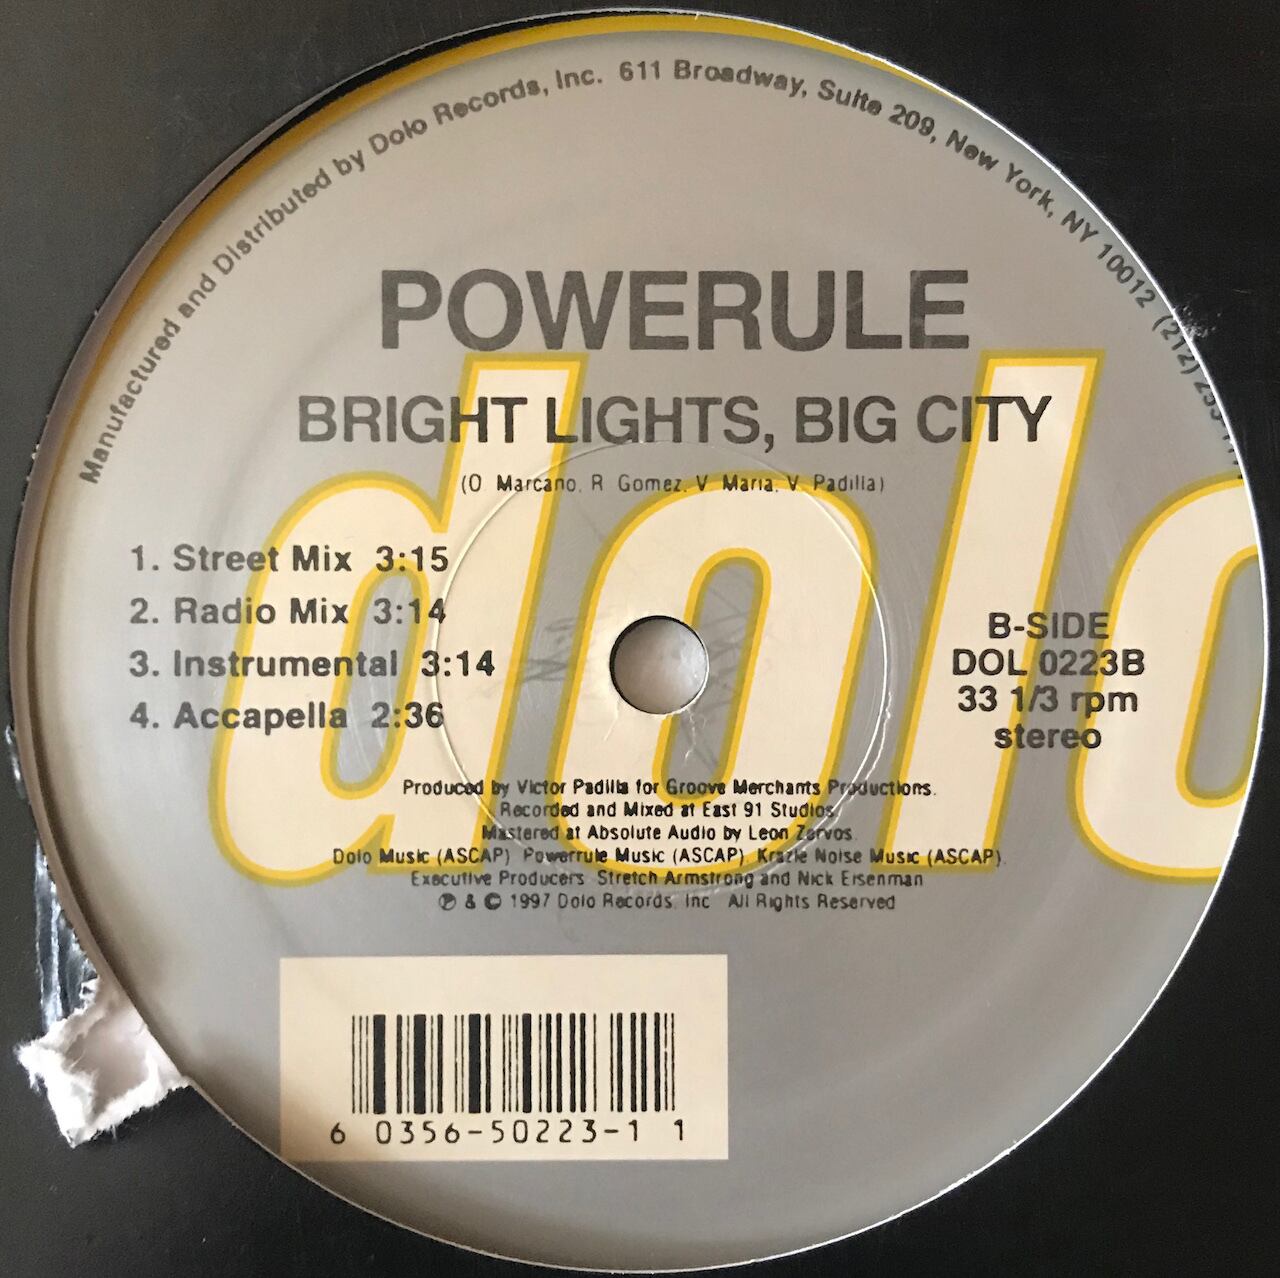 Manufactured and Distributed by Dolo Records, Inc. 611 Broadway, Suite 209, New York, NY 10012 (212)
POWERULE
BRIGHT LIGHTS, BIG CITY
(O. Marcano, R. Gomez, V. Maria, V. Padilla)
1. Street Mix 3:15
2. Radio Mix 3:14
3. Instrumental 3:14
4. Accapella 2:36
B-SIDE
DOL 0223B
33 1/3 rpm
stereo
dolo
Produced by Victor Padilla for Groove Merchants Productions.
Recorded and Mixed at East 91 Studios.
Mastered at Absolute Audio by Leon Zervos.
Dolo Music (ASCAP), Powerrule Music (ASCAP), Krazie Noise Music (ASCAP).
Executive Producers: Stretch Armstrong and Nick Eisenman
℗ & © 1997 Dolo Records, Inc. All Rights Reserved
6 0356-50223-1 1